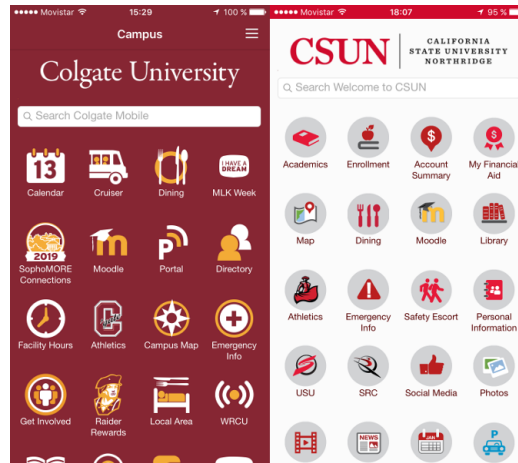 Movistar 15:29 100 %
Campus
Colgate University
Search Colgate Mobile
13
I HAVE A
DREAM
Calendar Cruiser Dining MLK Week
2019
SophoMORE
Connections
Moodle Portal Directory
Facility Hours Athletics Campus Map Emergency
Info
Get Involved Raider
Rewards
Local Area WRCU
Movistar 18:07 95 %
CSUN
CALIFORNIA
STATE UNIVERSITY
NORTHRIDGE
Search Welcome to CSUN
Academics Enrollment Account
Summary
My Financial
Aid
Map Dining Moodle Library
Athletics Emergency
Info
Safety Escort Personal
Information
USU SRC Social Media Photos
NEWS
P